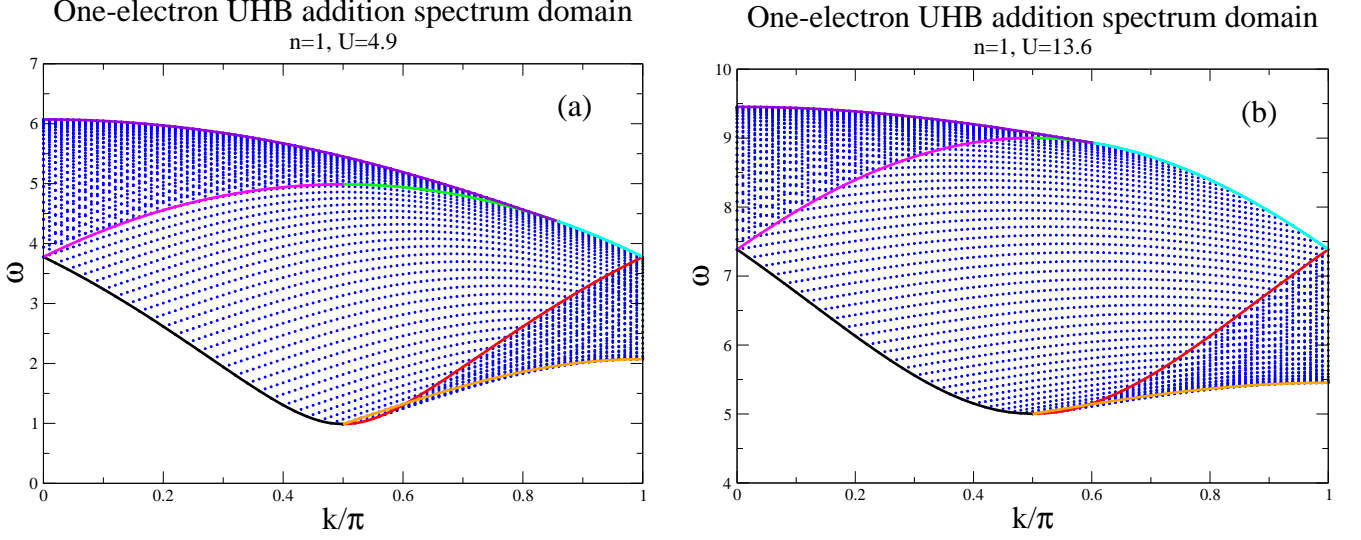 One-electron UHB addition spectrum domain
n=1, U=4.9
(a)
ω
7
6
5
4
3
2
1
0
0
0.2
0.4
0.6
0.8
1
k/π
One-electron UHB addition spectrum domain
n=1, U=13.6
(b)
ω
10
9
8
7
6
5
4
0
0.2
0.4
0.6
0.8
1
k/π